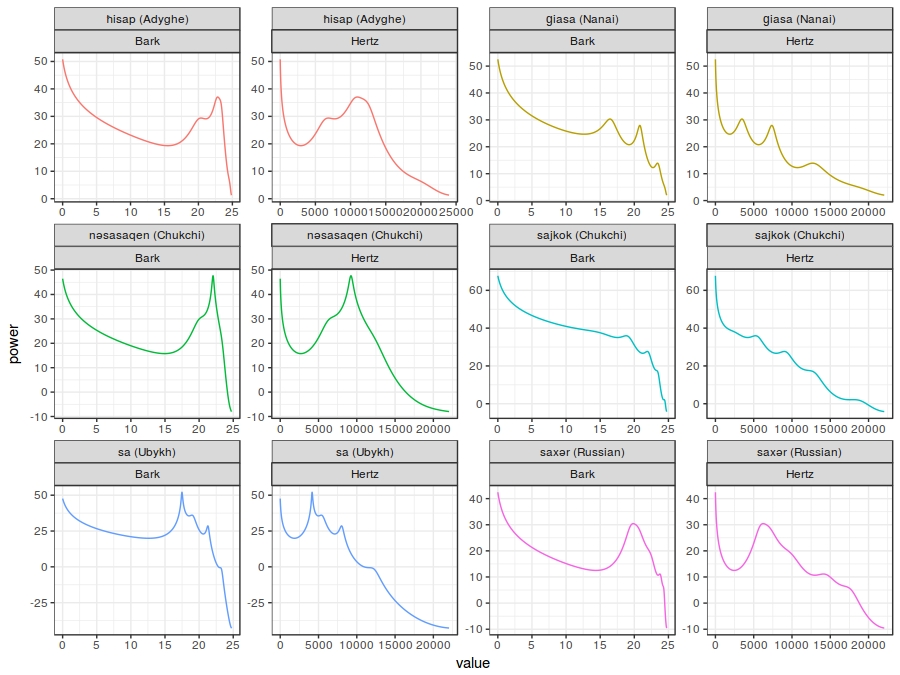 ħisap (Adyghe) ħisap (Adyghe) ɡiasa (Nanai) ɡiasa (Nanai)
Bark Hertz Bark Hertz
50 50 50 50
40 40 40 40
30 30 30 30
20 20 20 20
10 10 10 10
0 0 0 0
0 5 10 15 20 25 0 5000 10000 15000 20000 25000 0 5 10 15 20 25 0 5000 10000 15000 20000
nəsasaqen (Chukchi) nəsasaqen (Chukchi) sajkok (Chukchi) sajkok (Chukchi)
Bark Hertz Bark Hertz
50 50
40 40 60 60
30 30
20 20 40 40
10 10 20 20
0 0 0 0
-10 -10
0 5 10 15 20 25 0 5000 10000 15000 20000 0 5 10 15 20 25 0 5000 10000 15000 20000
sa (Ubykh) sa (Ubykh) saxər (Russian) saxər (Russian)
Bark Hertz Bark Hertz
50 50 40 40
25 25 30 30
20 20
0 0 10 10
-25 -25 0 0
-10 -10
0 5 10 15 20 25 0 5000 10000 15000 20000 0 5 10 15 20 25 0 5000 10000 15000 20000
power
value